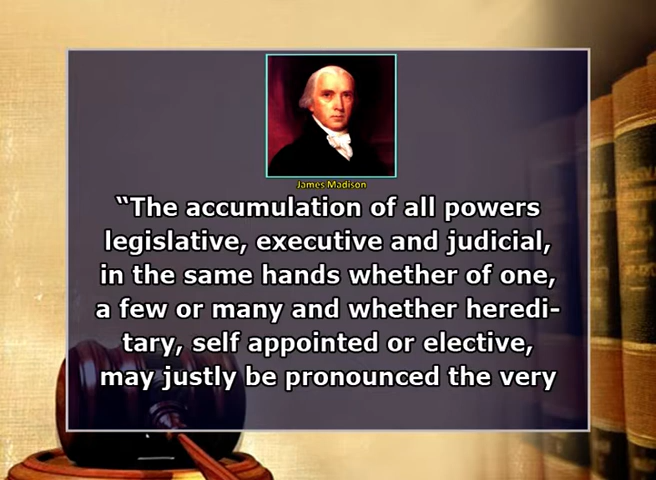 James Madison
“The accumulation of all powers
legislative, executive and judicial,
in the same hands whether of one,
a few or many and whether heredi-
tary, self appointed or elective,
may justly be pronounced the very